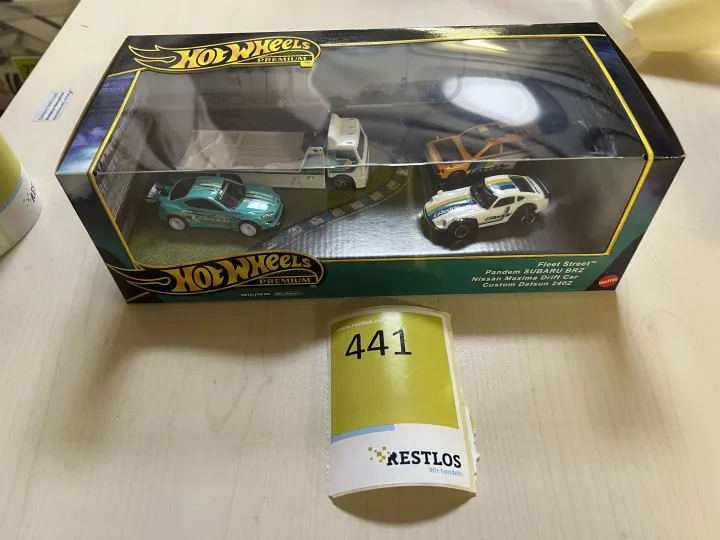 HOT WHEELS
PREMIUM
HOT WHEELS
PREMIUM
Fleet Street™
Pandem SUBARU BRZ
Nissan Maxima Drift Car
Custom Datsun 240Z
MATTEL
441
RESTLOS
Wir handeln.